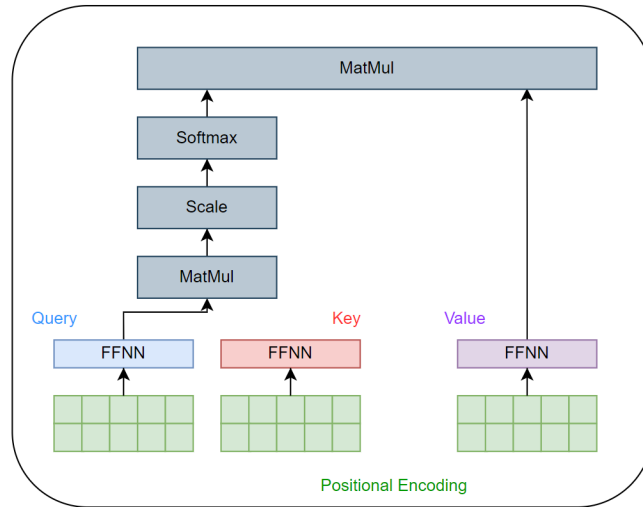 MatMul
Softmax
Scale
MatMul
Query
Key
Value
FFNN
FFNN
FFNN
Positional Encoding